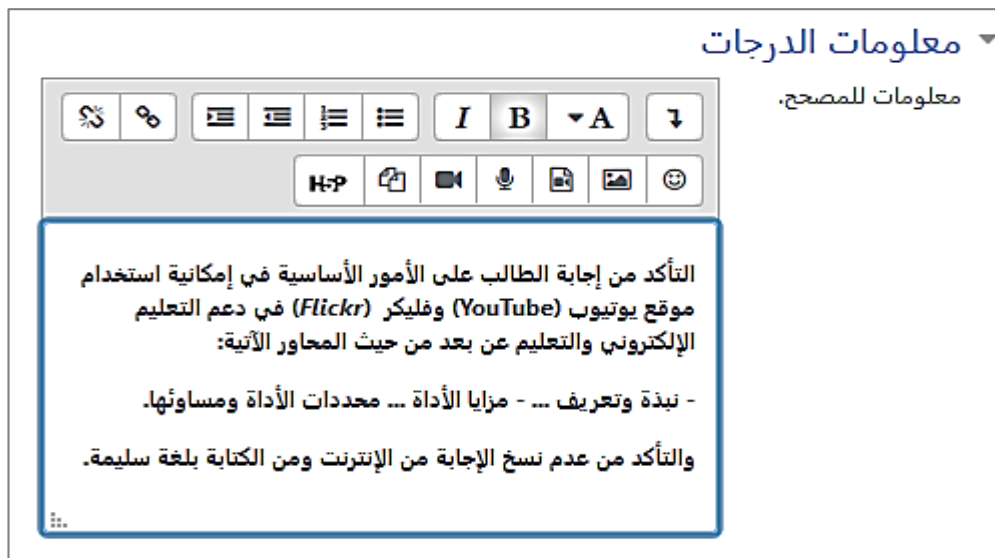 معلومات الدرجات
معلومات للمصحح.
A B I
H-P
التأكد من إجابة الطالب على الأمور الأساسية في إمكانية استخدام
موقع يوتيوب (YouTube) وفليكر (Flickr) في دعم التعليم
الإلكتروني والتعليم عن بعد من حيث المحاور الآتية:
- نبذة وتعريف ... - مزايا الأداة ... محددات الأداة ومساوئها.
والتأكد من عدم نسخ الإجابة من الإنترنت ومن الكتابة بلغة سليمة.